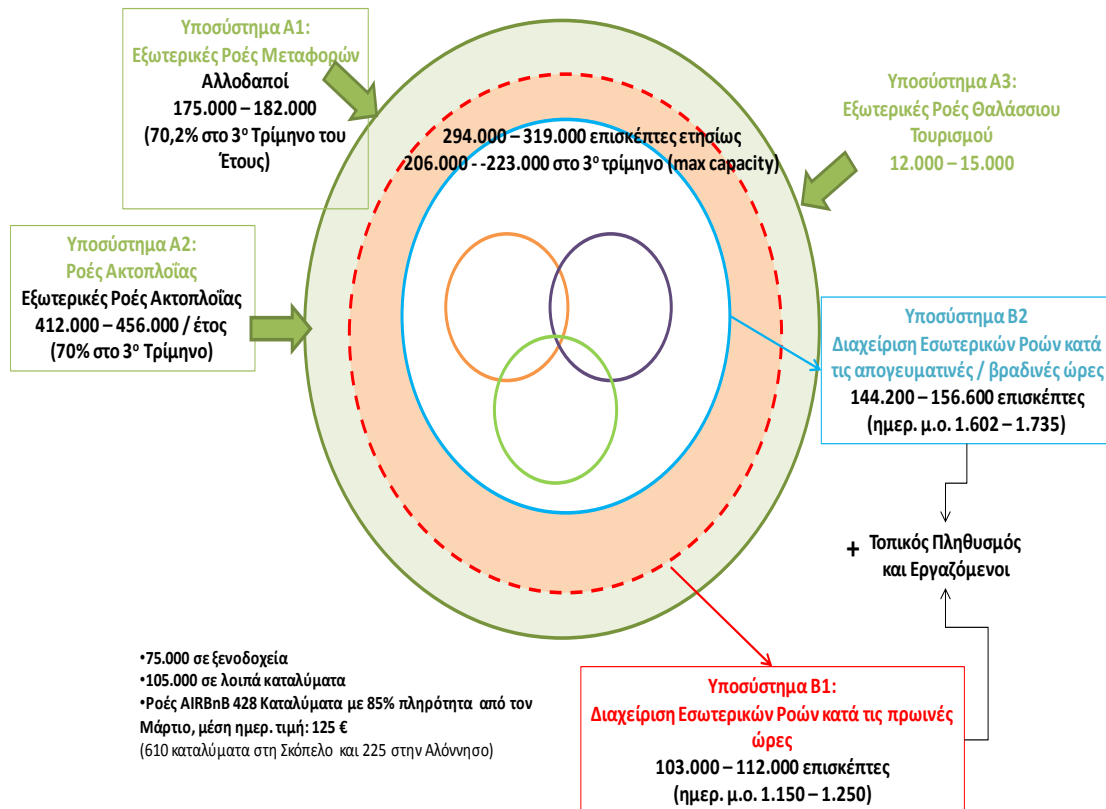 Υποσύστημα Α1:
Εξωτερικές Ροές Μεταφορών
Αλλοδαποί
175.000 – 182.000
(70,2% στο 3ο Τρίμηνο του
Έτους)
Υποσύστημα Α3:
Εξωτερικές Ροές Θαλάσσιου
Τουρισμού
12.000 – 15.000
294.000 – 319.000 επισκέπτες ετησίως
206.000 - -223.000 στο 3ο τρίμηνο (max capacity)
Υποσύστημα Α2:
Ροές Ακτοπλοΐας
Εξωτερικές Ροές Ακτοπλοΐας
412.000 – 456.000 / έτος
(70% στο 3ο Τρίμηνο)
Υποσύστημα Β2
Διαχείριση Εσωτερικών Ροών κατά
τις απογευματινές / βραδινές ώρες
144.200 – 156.600 επισκέπτες
(ημερ. μ.ο. 1.602 – 1.735)
+ Τοπικός Πληθυσμός
και Εργαζόμενοι
•75.000 σε ξενοδοχεία
•105.000 σε λοιπά καταλύματα
•Ροές AIRBnB 428 Καταλύματα με 85% πληρότητα από τον
Μάρτιο, μέση ημερ. τιμή: 125 €
(610 καταλύματα στη Σκόπελο και 225 στην Αλόννησο)
Υποσύστημα Β1:
Διαχείριση Εσωτερικών Ροών κατά τις πρωινές
ώρες
103.000 – 112.000 επισκέπτες
(ημερ. μ.ο. 1.150 – 1.250)